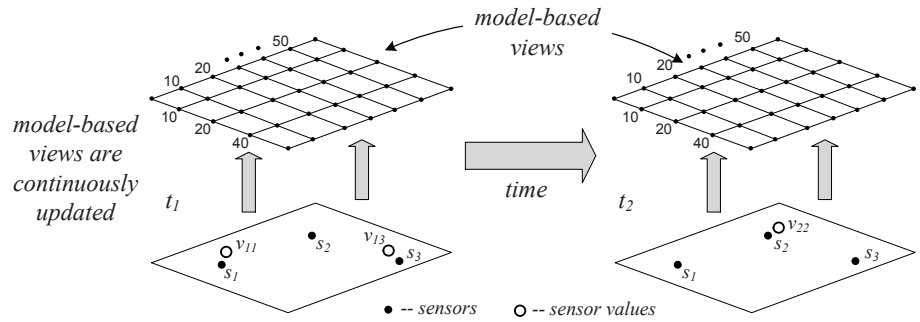 model-based
views
50
20
10
10
20
40
50
20
10
10
20
40
model-based
views are
continuously
updated
t1
time
t2
v11
s1
s2
v13
s3
s1
v22
s2
s3
-- sensors
-- sensor values